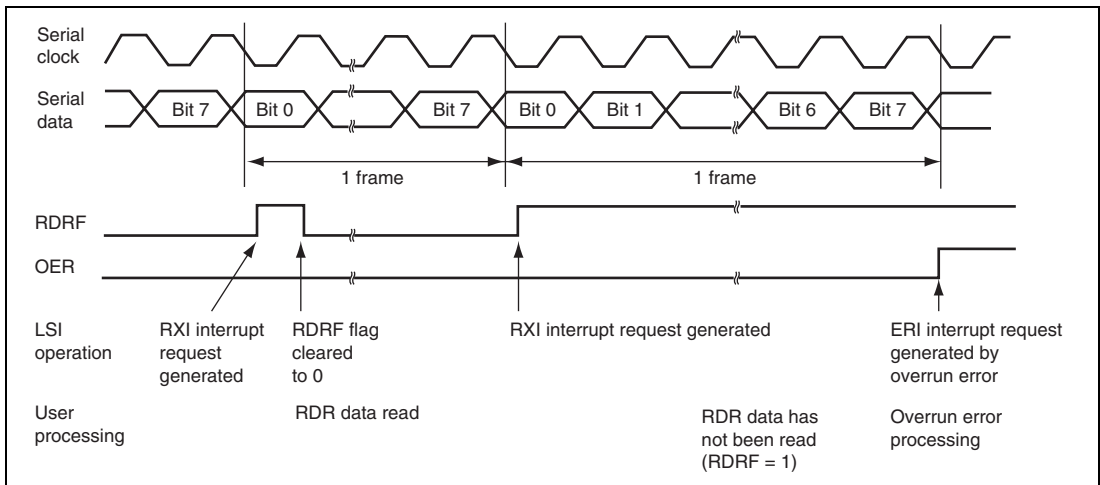 Serial
clock
Serial
data
Bit 7
Bit 0
Bit 7
Bit 0
Bit 1
Bit 6
Bit 7
1 frame
1 frame
RDRF
OER
LSI
operation
RXI interrupt
request
generated
RDRF flag
cleared
to 0
RXI interrupt request generated
ERI interrupt request
generated by
overrun error
User
processing
RDR data read
RDR data has
not been read
(RDRF = 1)
Overrun error
processing